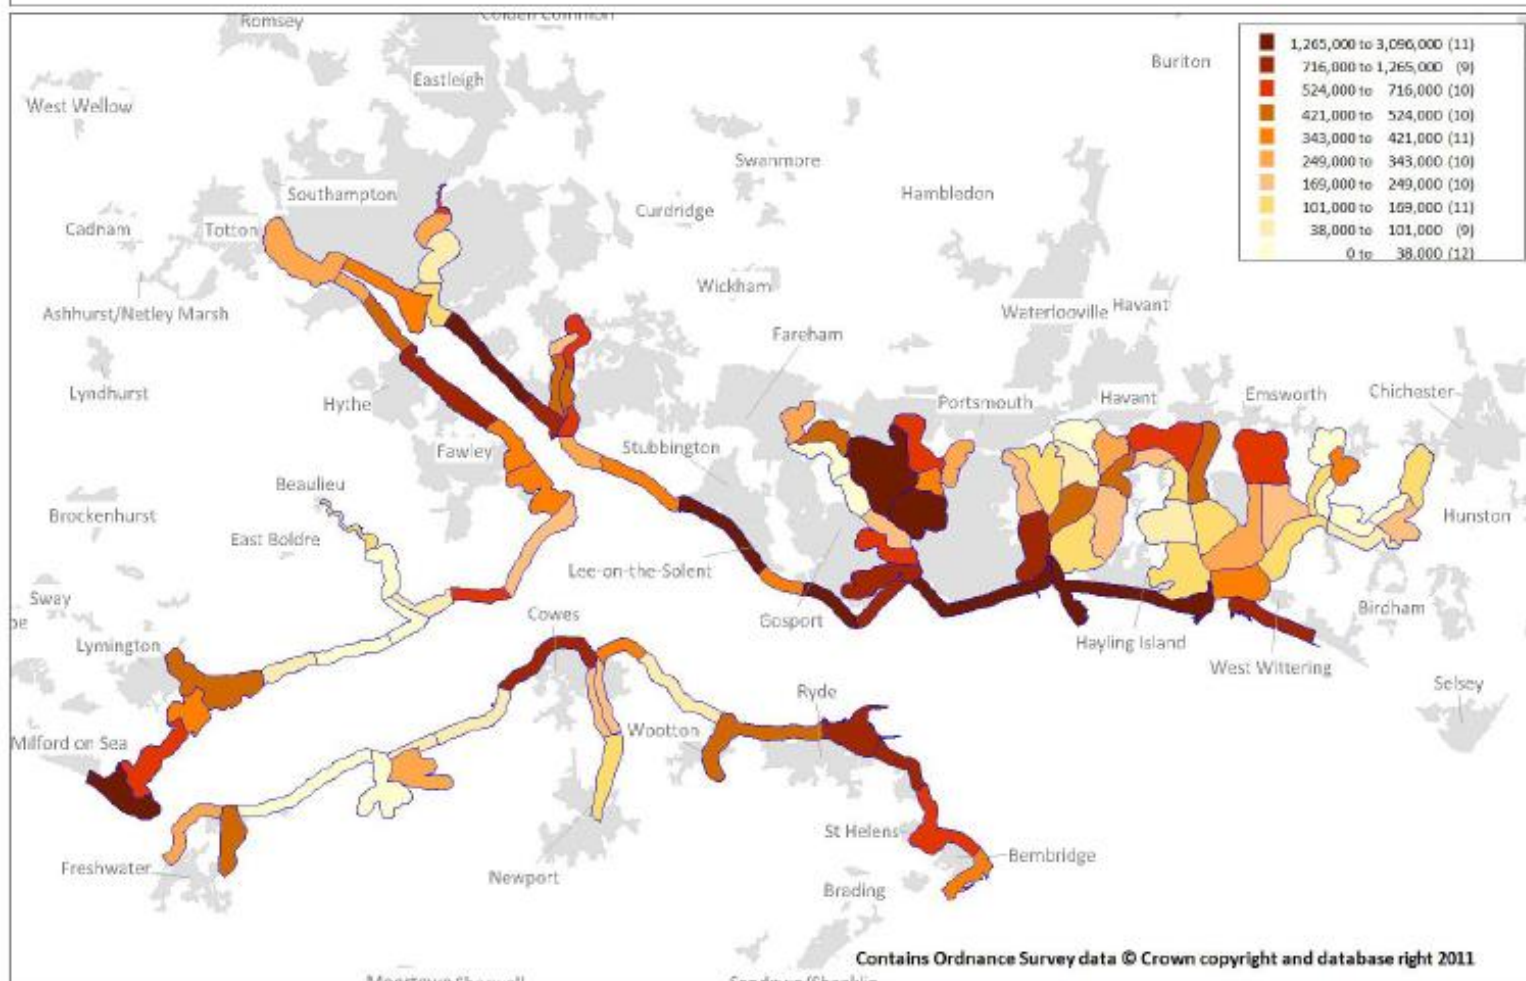 Romsey
Colden Common
Eastleigh
Buriton
1,265,000 to 3,096,000 (11)
716,000 to 1,265,000 (9)
524,000 to 716,000 (10)
421,000 to 524,000 (10)
343,000 to 421,000 (11)
249,000 to 343,000 (10)
169,000 to 249,000 (10)
101,000 to 169,000 (11)
38,000 to 101,000 (9)
0 to 38,000 (12)
West Wellow
Swanmore
Southampton
Hambledon
Curdridge
Cadnam
Totton
Wickham
Ashhurst/Netley Marsh
Waterlooville
Havant
Fareham
Lyndhurst
Hythe
Portsmouth
Havant
Emsworth
Chichester
Fawley
Stubbington
Beaulieu
Brockenhurst
Hunston
East Boldre
Lee-on-the-Solent
Sway
Cowes
Gosport
Birdham
Lymington
Hayling Island
West Wittering
Selsey
Ryde
Wootton
Milford on Sea
St Helens
Bembridge
Freshwater
Newport
Brading
Contains Ordnance Survey data © Crown copyright and database right 2011